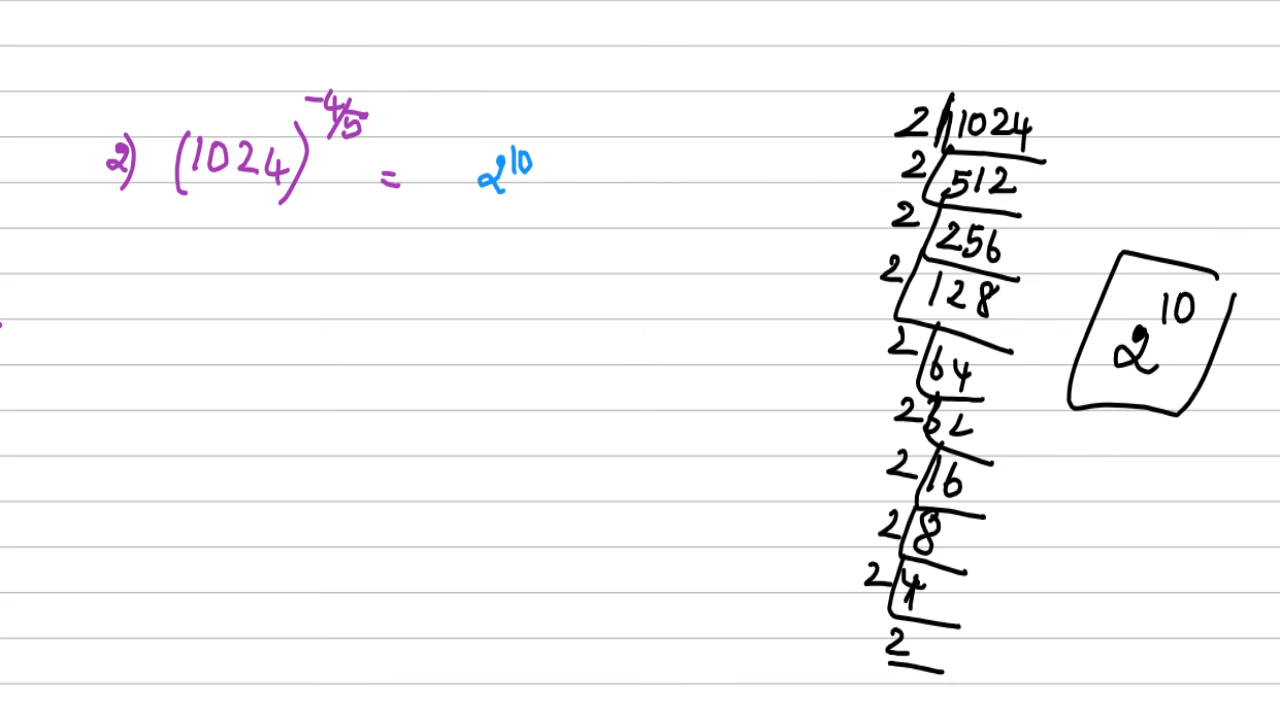 2) (1024)^{-4/5} = 2^{10}
2 | 1024
2 | 512
2 | 256
2 | 128
2 | 64
2 | 32
2 | 16
2 | 8
2 | 4
2
2^{10}